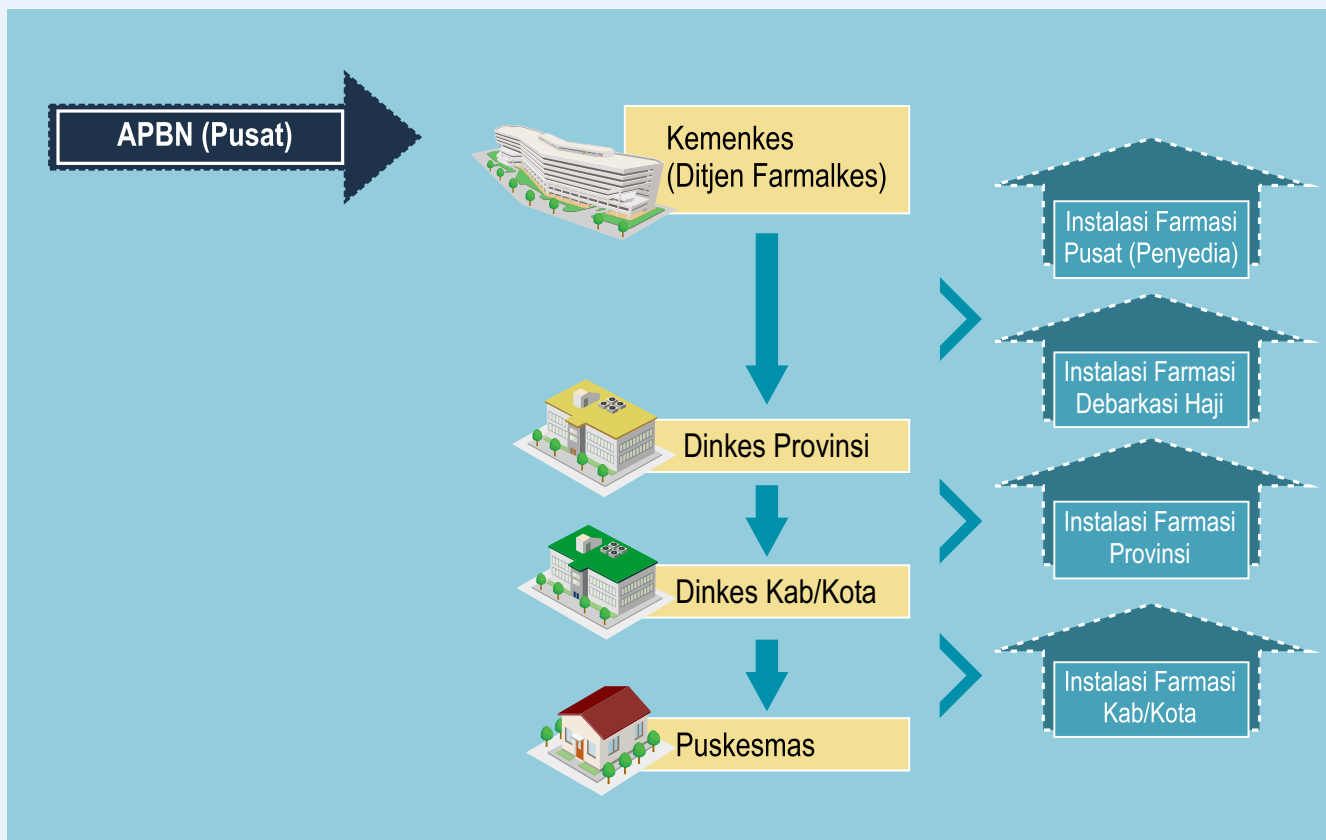 APBN (Pusat)
Kemenkes
(Ditjen Farmalkes)
Dinkes Provinsi
Dinkes Kab/Kota
Puskesmas
Instalasi Farmasi
Pusat (Penyedia)
Instalasi Farmasi
Debarkasi Haji
Instalasi Farmasi
Provinsi
Instalasi Farmasi
Kab/Kota